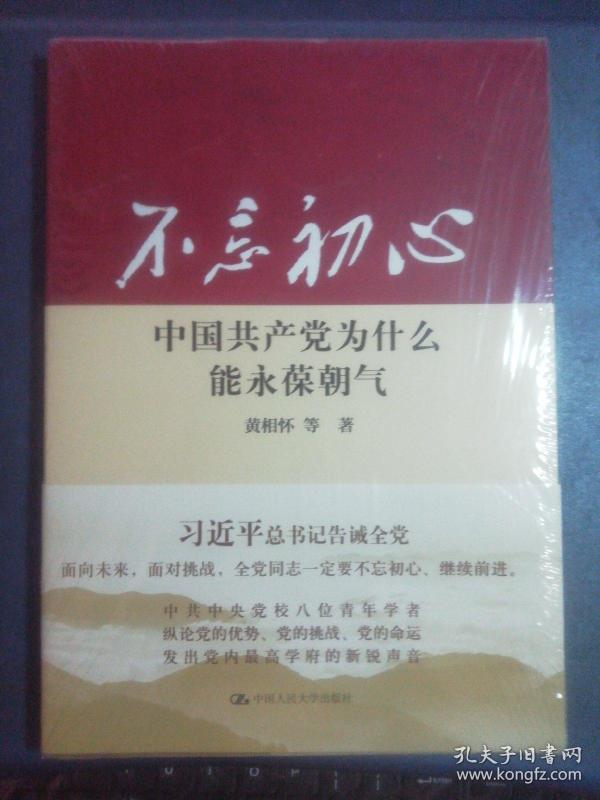 不忘初心
中国共产党为什么
能永葆朝气
黄相怀 等 著
习近平总书记告诫全党
面向未来，面对挑战，全党同志一定要不忘初心、继续前进。
中共中央党校八位青年学者
纵论党的优势、党的挑战、党的命运
发出党内最高学府的新锐声音
中国人民大学出版社
孔夫子旧书网
www.kongfz.com